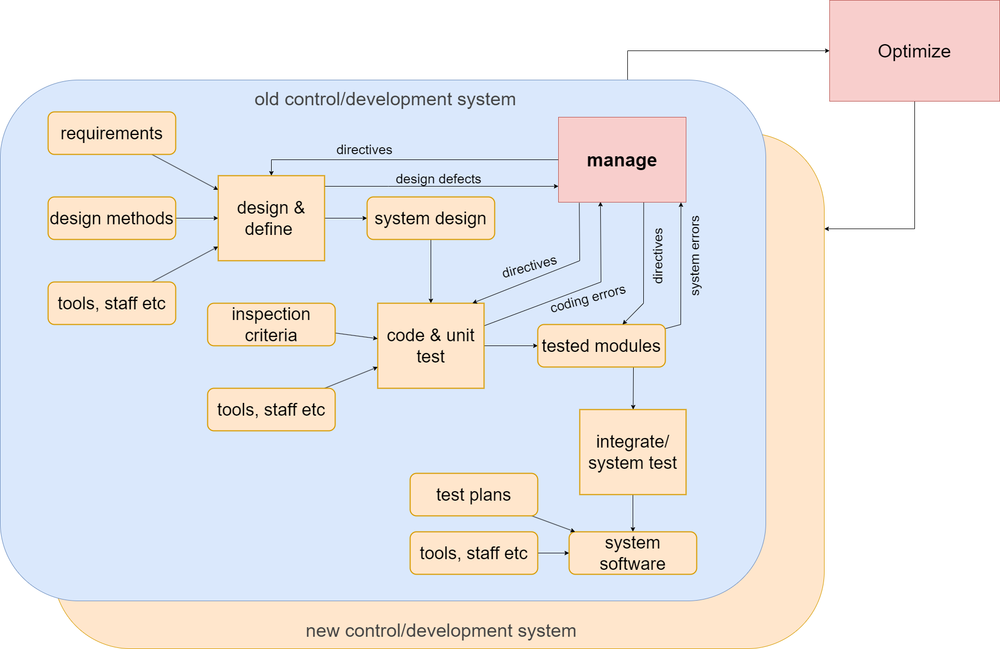 Optimize
old control/development system
requirements
directives
manage
design defects
design methods
design &
define
system design
directives
directives
system errors
coding errors
tools, staff etc
inspection
criteria
code & unit
test
tested modules
tools, staff etc
integrate/
system test
test plans
tools, staff etc
system
software
new control/development system